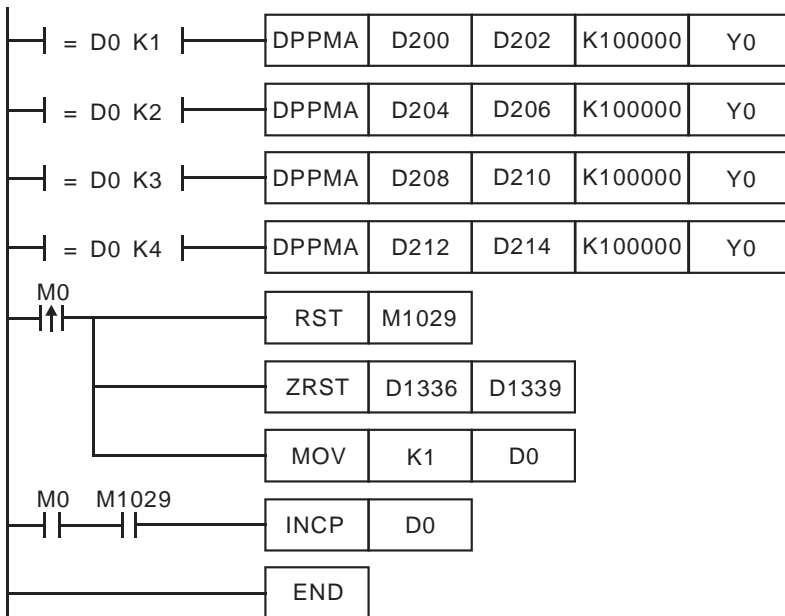 = D0 K1 DPPMA D200 D202 K100000 Y0
= D0 K2 DPPMA D204 D206 K100000 Y0
= D0 K3 DPPMA D208 D210 K100000 Y0
= D0 K4 DPPMA D212 D214 K100000 Y0
M0
RST M1029
ZRST D1336 D1339
MOV K1 D0
M0 M1029
INCP D0
END